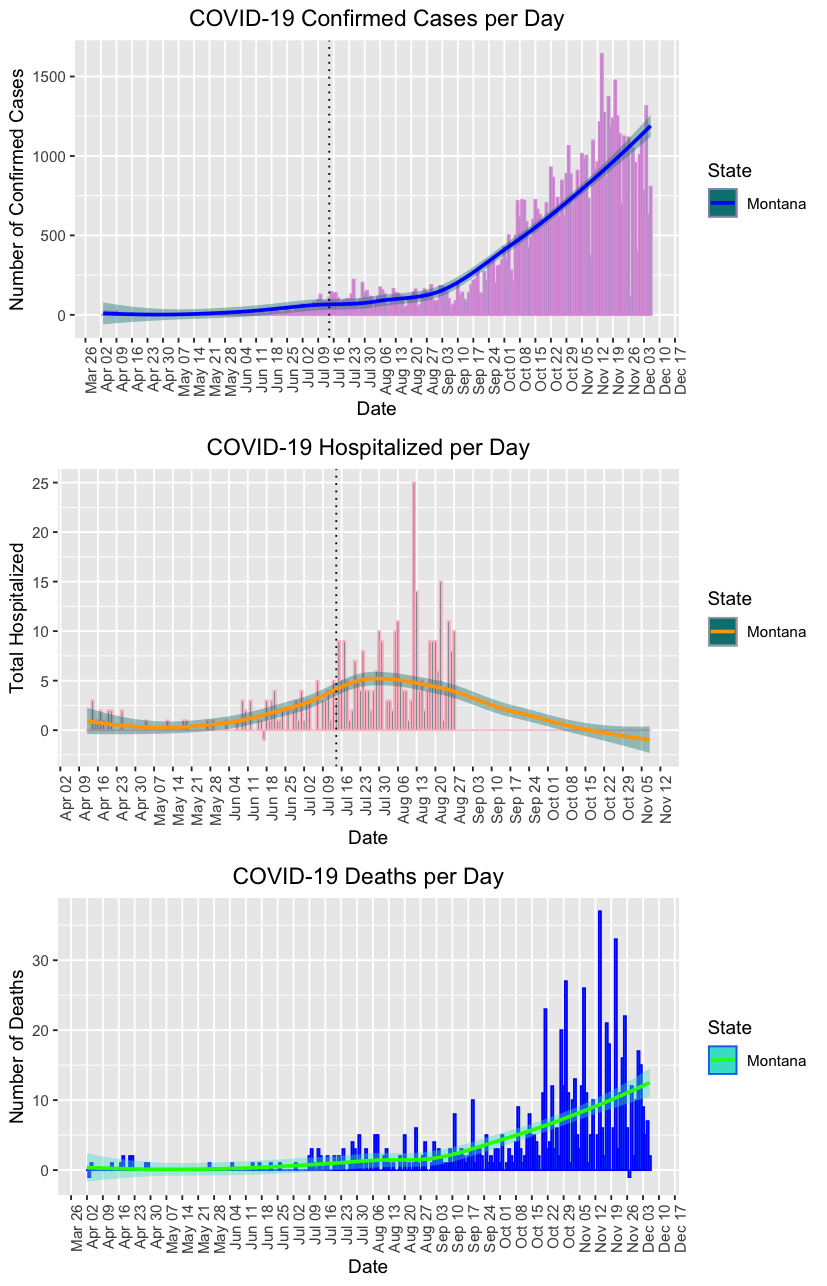 COVID-19 Confirmed Cases per Day
Number of Confirmed Cases
1500
1000
500
0
Mar 26
Apr 02
Apr 09
Apr 16
Apr 23
Apr 30
May 07
May 14
May 21
May 28
Jun 04
Jun 11
Jun 18
Jun 25
Jul 02
Jul 09
Jul 16
Jul 23
Jul 30
Aug 06
Aug 13
Aug 20
Aug 27
Sep 03
Sep 10
Sep 17
Sep 24
Oct 01
Oct 08
Oct 15
Oct 22
Oct 29
Nov 05
Nov 12
Nov 19
Nov 26
Dec 03
Dec 10
Dec 17
Date
State
Montana
COVID-19 Hospitalized per Day
Total Hospitalized
25
20
15
10
5
0
Apr 02
Apr 09
Apr 16
Apr 23
Apr 30
May 07
May 14
May 21
May 28
Jun 04
Jun 11
Jun 18
Jun 25
Jul 02
Jul 09
Jul 16
Jul 23
Jul 30
Aug 06
Aug 13
Aug 20
Aug 27
Sep 03
Sep 10
Sep 17
Sep 24
Oct 01
Oct 08
Oct 15
Oct 22
Oct 29
Nov 05
Nov 12
Date
State
Montana
COVID-19 Deaths per Day
Number of Deaths
30
20
10
0
Mar 26
Apr 02
Apr 09
Apr 16
Apr 23
Apr 30
May 07
May 14
May 21
May 28
Jun 04
Jun 11
Jun 18
Jun 25
Jul 02
Jul 09
Jul 16
Jul 23
Jul 30
Aug 06
Aug 13
Aug 20
Aug 27
Sep 03
Sep 10
Sep 17
Sep 24
Oct 01
Oct 08
Oct 15
Oct 22
Oct 29
Nov 05
Nov 12
Nov 19
Nov 26
Dec 03
Dec 10
Dec 17
Date
State
Montana